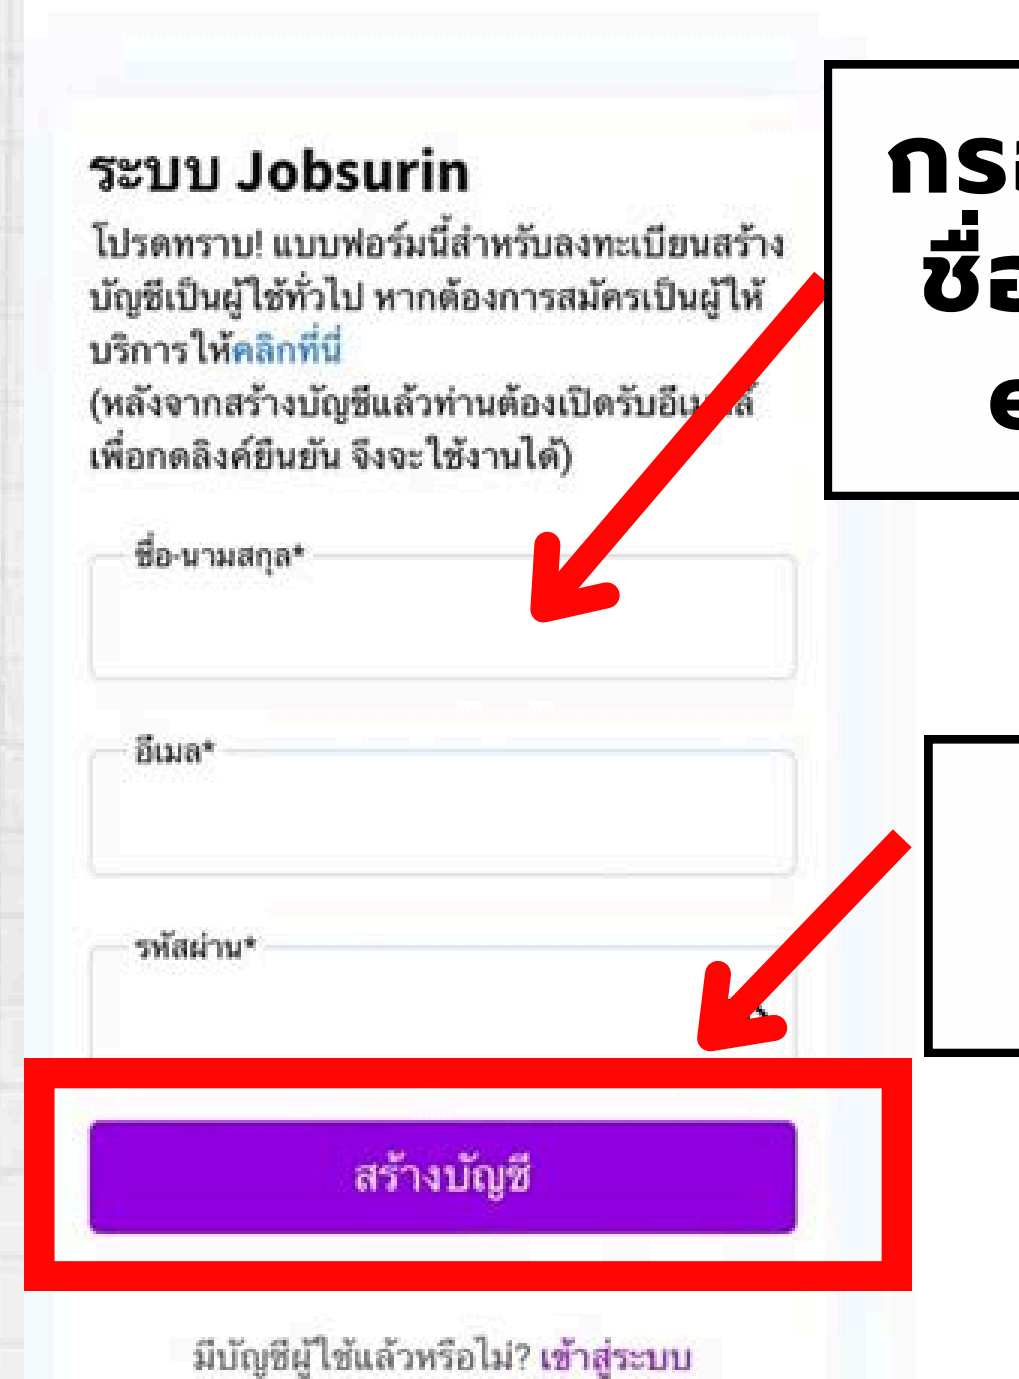 ระบบ Jobsurin
โปรดทราบ! แบบฟอร์มนี้สำหรับลงทะเบียนสร้าง
บัญชีเป็นผู้ใช้ทั่วไป หากต้องการสมัครเป็นผู้ให้
บริการให้คลิกที่นี่
(หลังจากสร้างบัญชีแล้วท่านต้องเปิดรับ
เพื่อกดลิงค์ยืนยัน จึงจะใช้งานได้)
ชื่อ-นามสกุล*
อีเมล*
รหัสผ่าน*
สร้างบัญชี
มีบัญชีผู้ใช้แล้วหรือไม่? เข้าสู่ระบบ